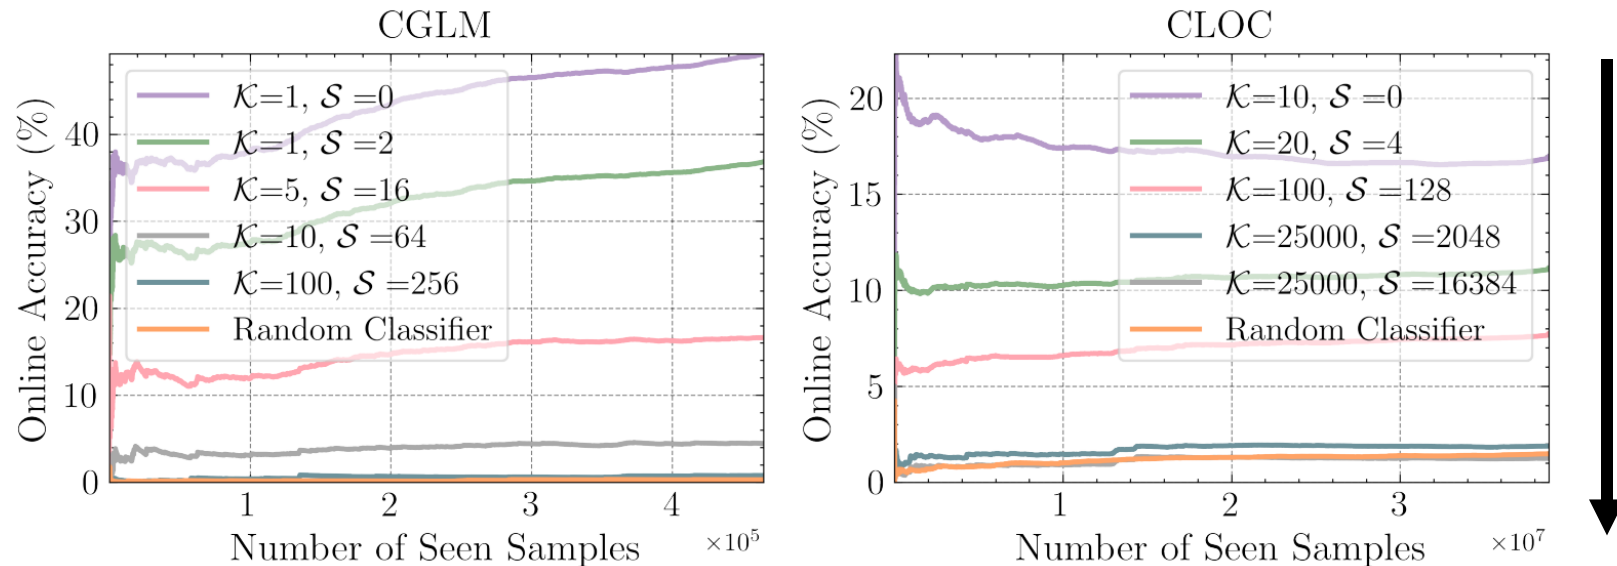 CGLM
Online Accuracy (%)
40
30
20
10
0
𝒦=1, 𝒮 =0
𝒦=1, 𝒮 =2
𝒦=5, 𝒮 =16
𝒦=10, 𝒮 =64
𝒦=100, 𝒮 =256
Random Classifier
1 2 3 4
×10⁵
Number of Seen Samples
CLOC
Online Accuracy (%)
20
15
10
5
0
𝒦=10, 𝒮 =0
𝒦=20, 𝒮 =4
𝒦=100, 𝒮 =128
𝒦=25000, 𝒮 =2048
𝒦=25000, 𝒮 =16384
Random Classifier
1 2 3
×10⁷
Number of Seen Samples